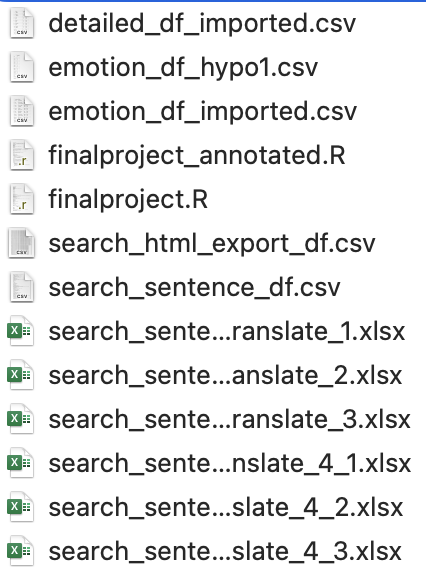 detailed_df_imported.csv
emotion_df_hypo1.csv
emotion_df_imported.csv
finalproject_annotated.R
finalproject.R
search_html_export_df.csv
search_sentence_df.csv
search_sente...ranslate_1.xlsx
search_sente...anslate_2.xlsx
search_sente...ranslate_3.xlsx
search_sente...nslate_4_1.xlsx
search_sente...slate_4_2.xlsx
search_sente...slate_4_3.xlsx